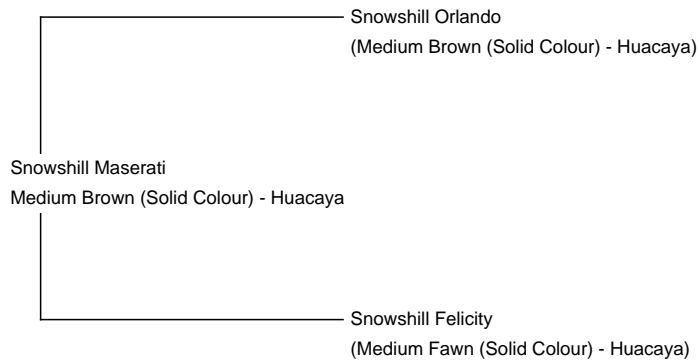 Snowshill Orlando
(Medium Brown (Solid Colour) - Huacaya)
Snowshill Maserati
Medium Brown (Solid Colour) - Huacaya
Snowshill Felicity
(Medium Fawn (Solid Colour) - Huacaya)